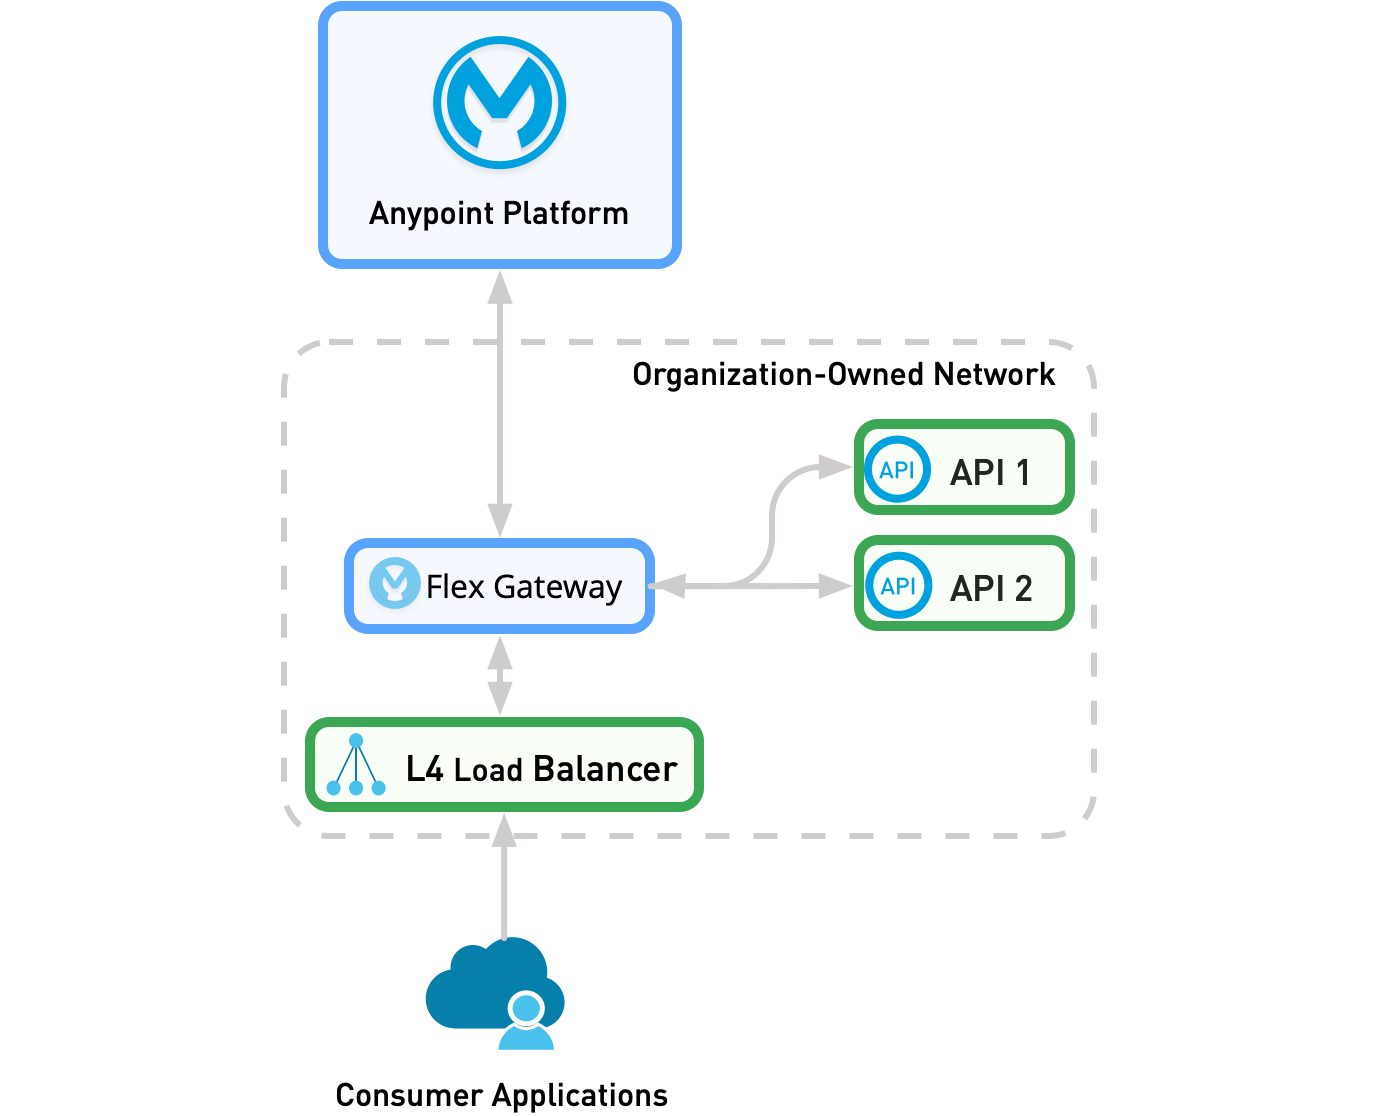 Anypoint Platform
Organization-Owned Network
API API 1
Flex Gateway
API API 2
L4 Load Balancer
Consumer Applications